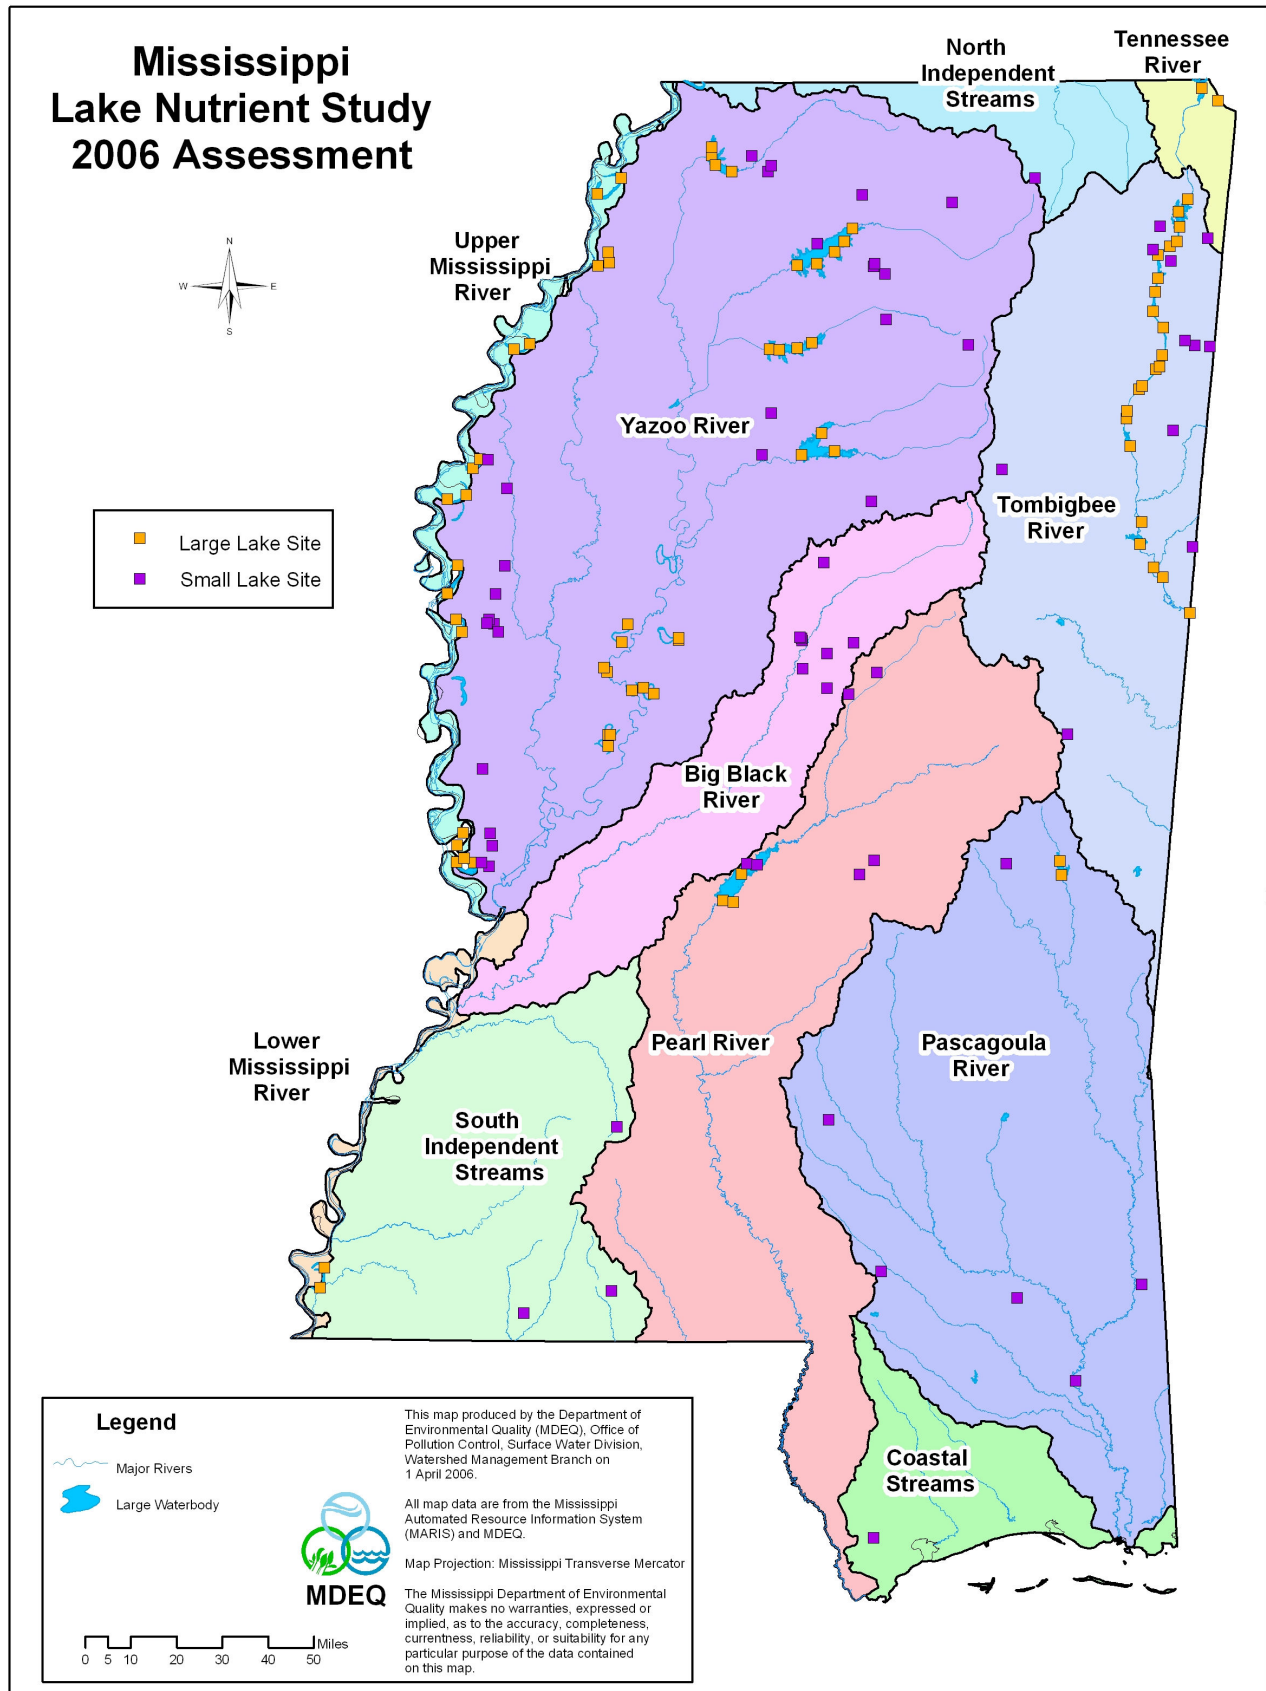 Mississippi
Lake Nutrient Study
2006 Assessment
North
Independent
Streams
Tennessee
River
N
W
E
S
Upper
Mississippi
River
Yazoo River
Tombigbee
River
Large Lake Site
Small Lake Site
Big Black
River
Lower
Mississippi
River
Pearl River
Pascagoula
River
South
Independent
Streams
Coastal
Streams
Legend
Major Rivers
Large Waterbody
MDEQ
0 5 10 20 30 40 50
Miles
This map produced by the Department of
Environmental Quality (MDEQ), Office of
Pollution Control, Surface Water Division,
Watershed Management Branch on
1 April 2006.
All map data are from the Mississippi
Automated Resource Information System
(MARIS) and MDEQ.
Map Projection: Mississippi Transverse Mercator
The Mississippi Department of Environmental
Quality makes no warranties, expressed or
implied, as to the accuracy, completeness,
currentness, reliability, or suitability for any
particular purpose of the data contained
on this map.